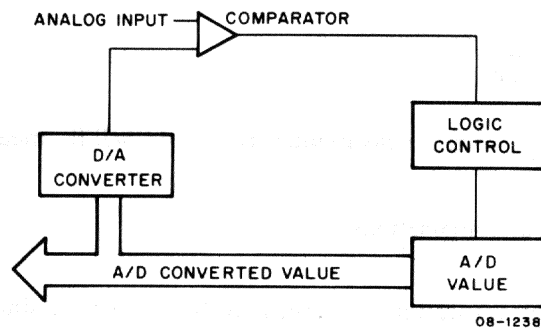 ANALOG INPUT
COMPARATOR
LOGIC
CONTROL
D/A
CONVERTER
A/D CONVERTED VALUE
A/D
VALUE
08-1238